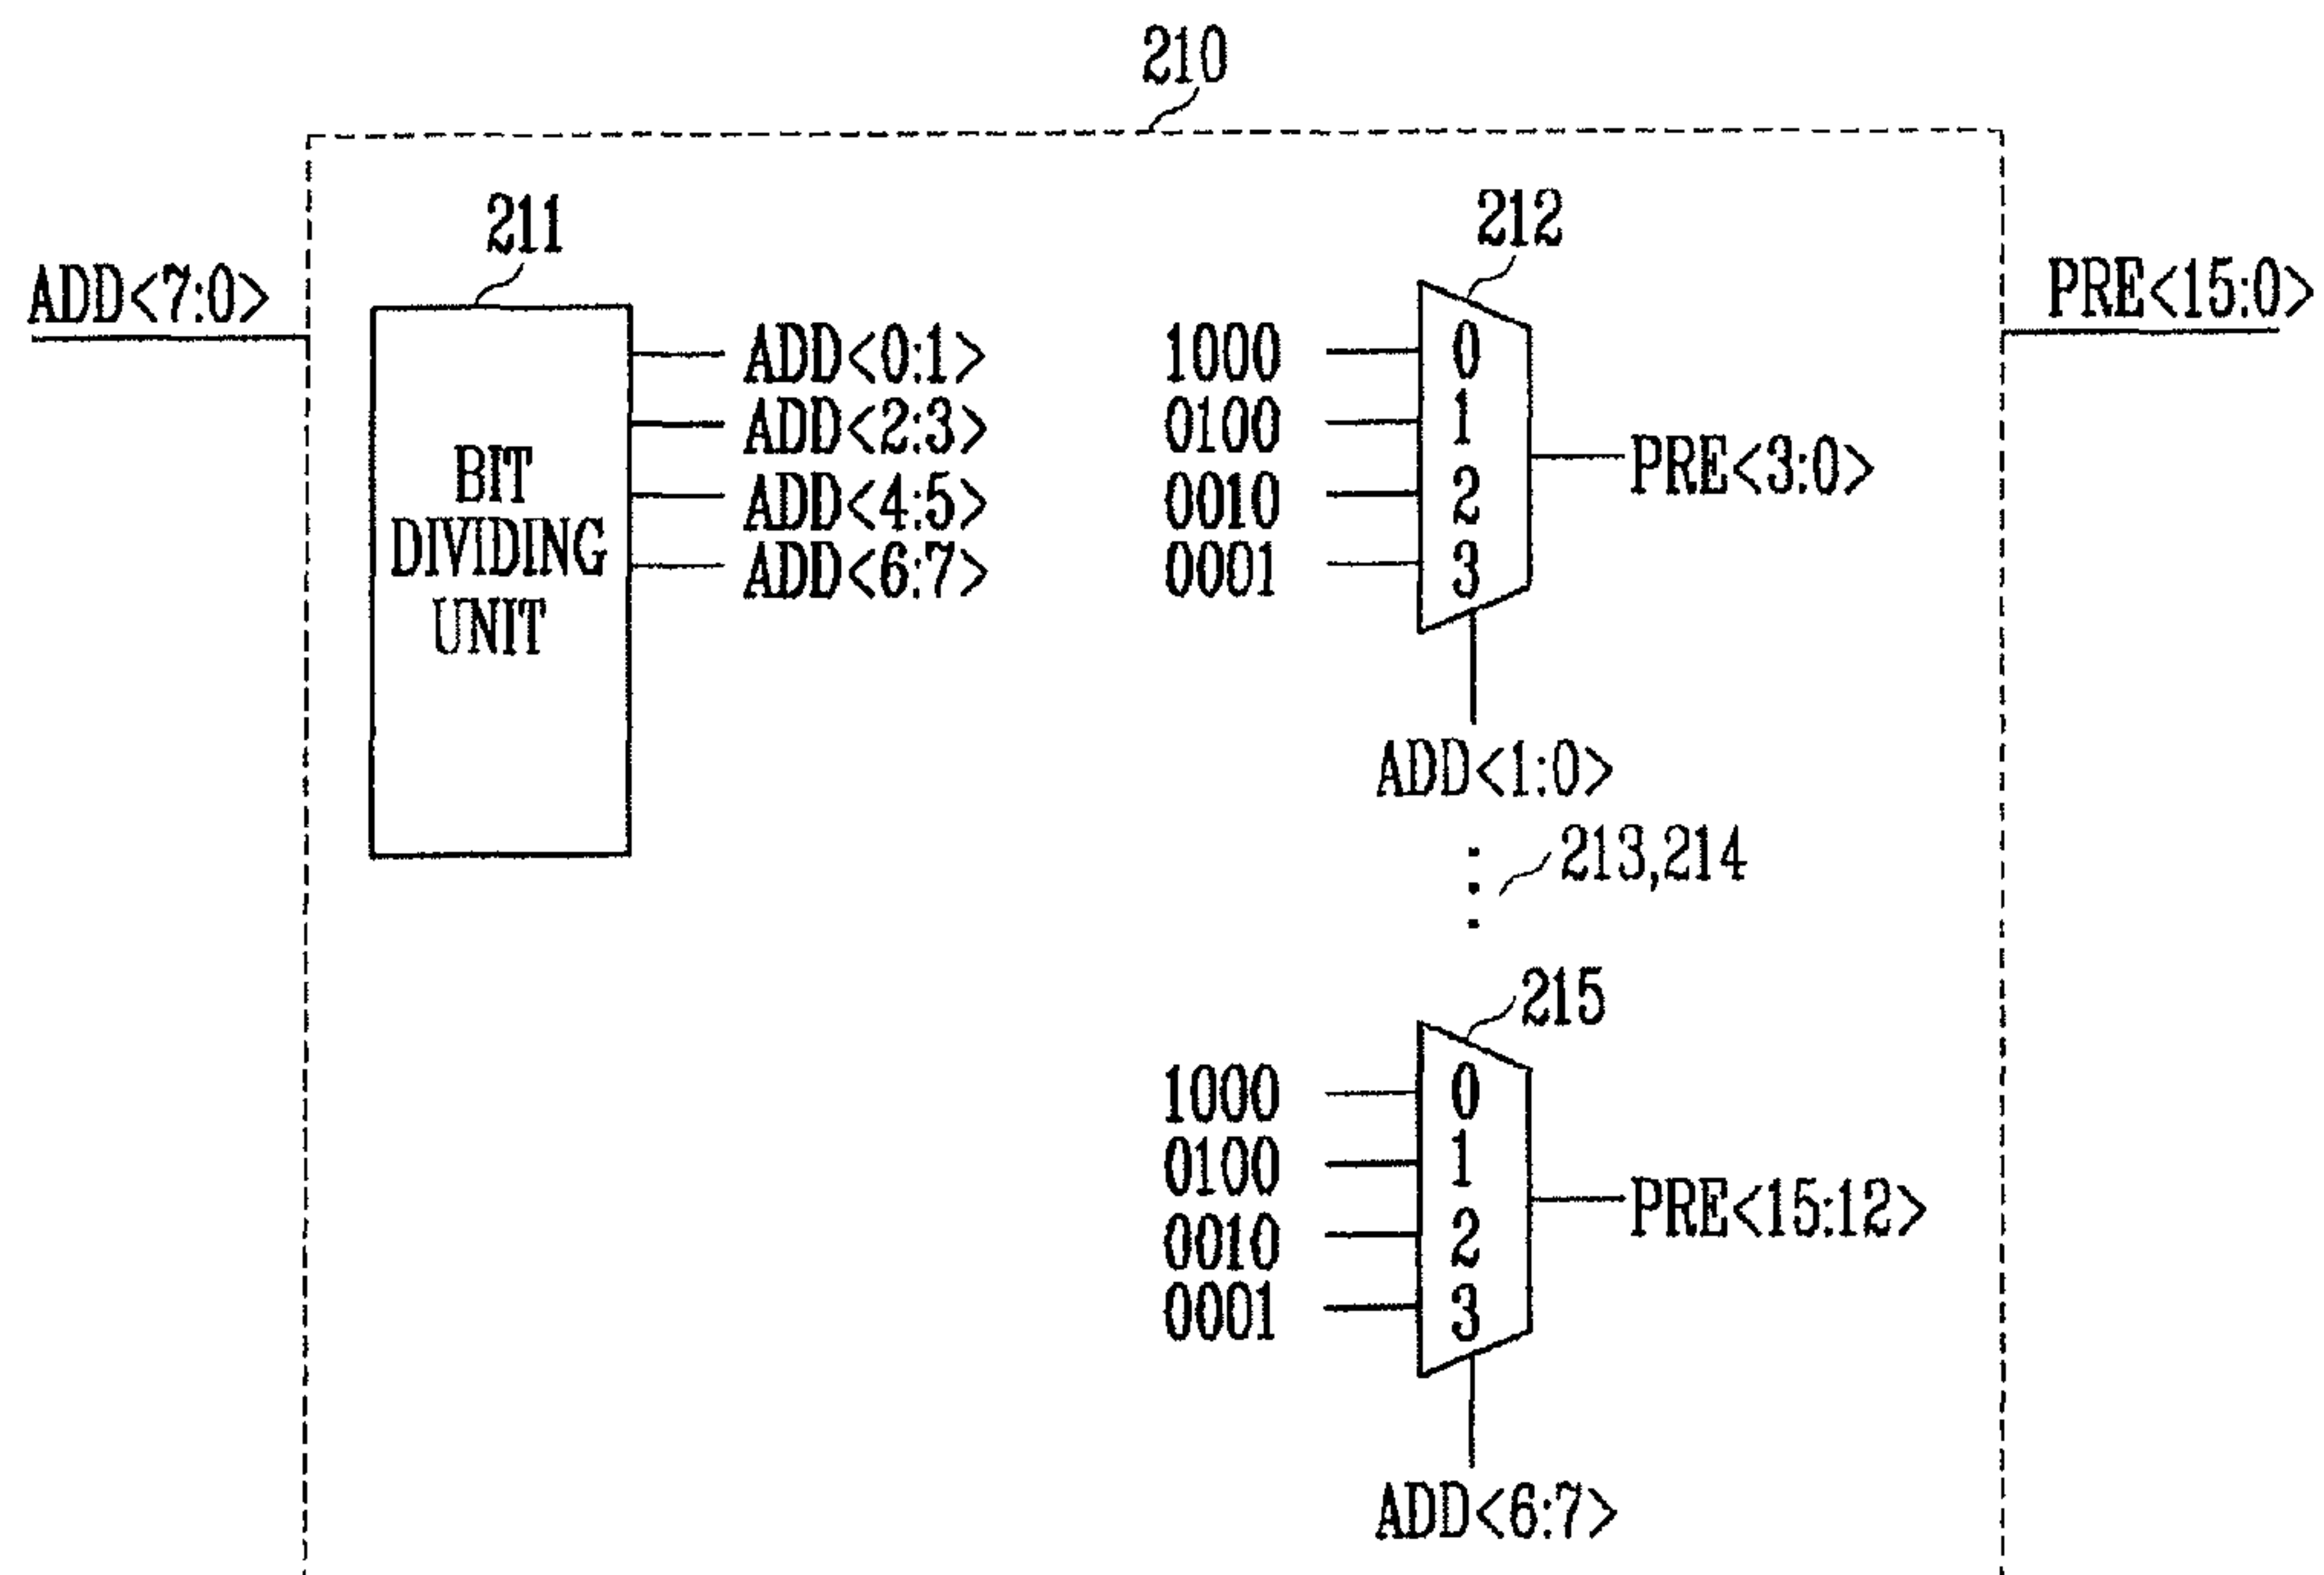 210
211
212
ADD<7:0>
PRE<15:0>
ADD<0:1>
ADD<2:3>
ADD<4:5>
ADD<6:7>
BIT
DIVIDING
UNIT
1000
0100
0010
0001
0
1
2
3
PRE<3:0>
ADD<1:0>
213,214
215
1000
0100
0010
0001
0
1
2
3
PRE<15:12>
ADD<6:7>